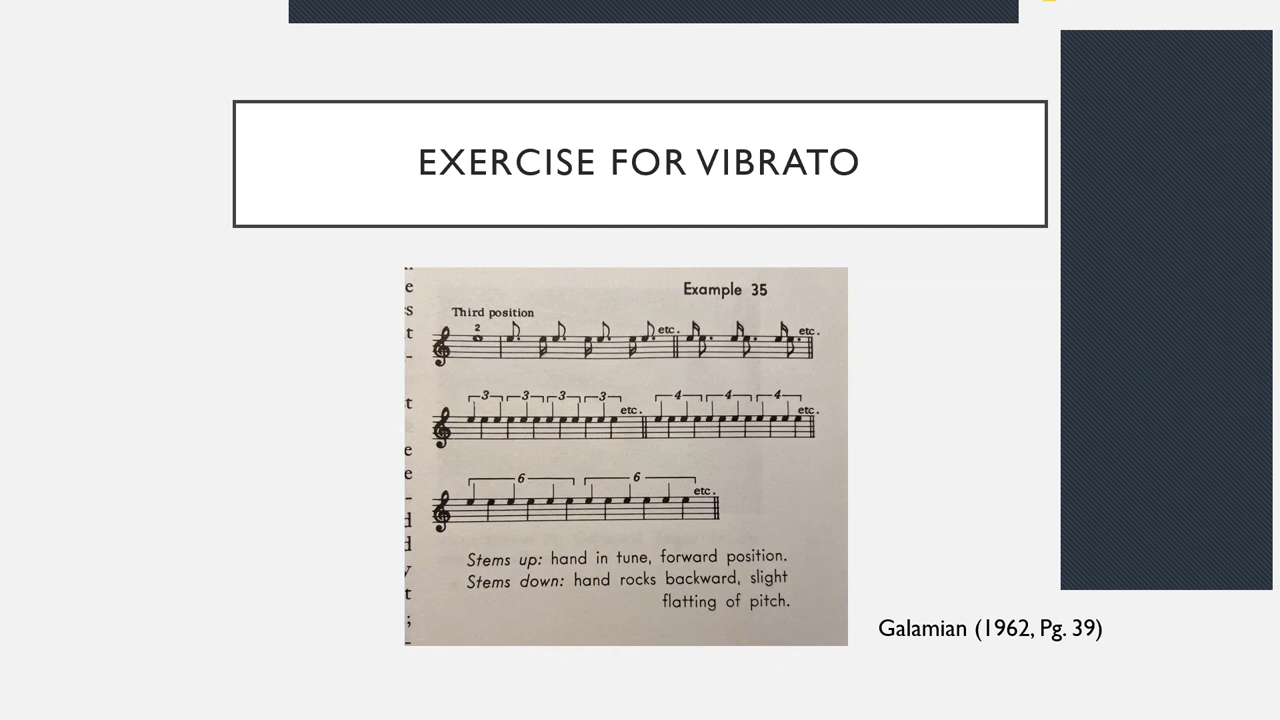 EXERCISE FOR VIBRATO
Example 35
Third position
2
etc. etc.
3 3 3 3 etc. 4 4 4 etc.
6 6 etc.
Stems up: hand in tune, forward position.
Stems down: hand rocks backward, slight
flatting of pitch.
Galamian (1962, Pg. 39)